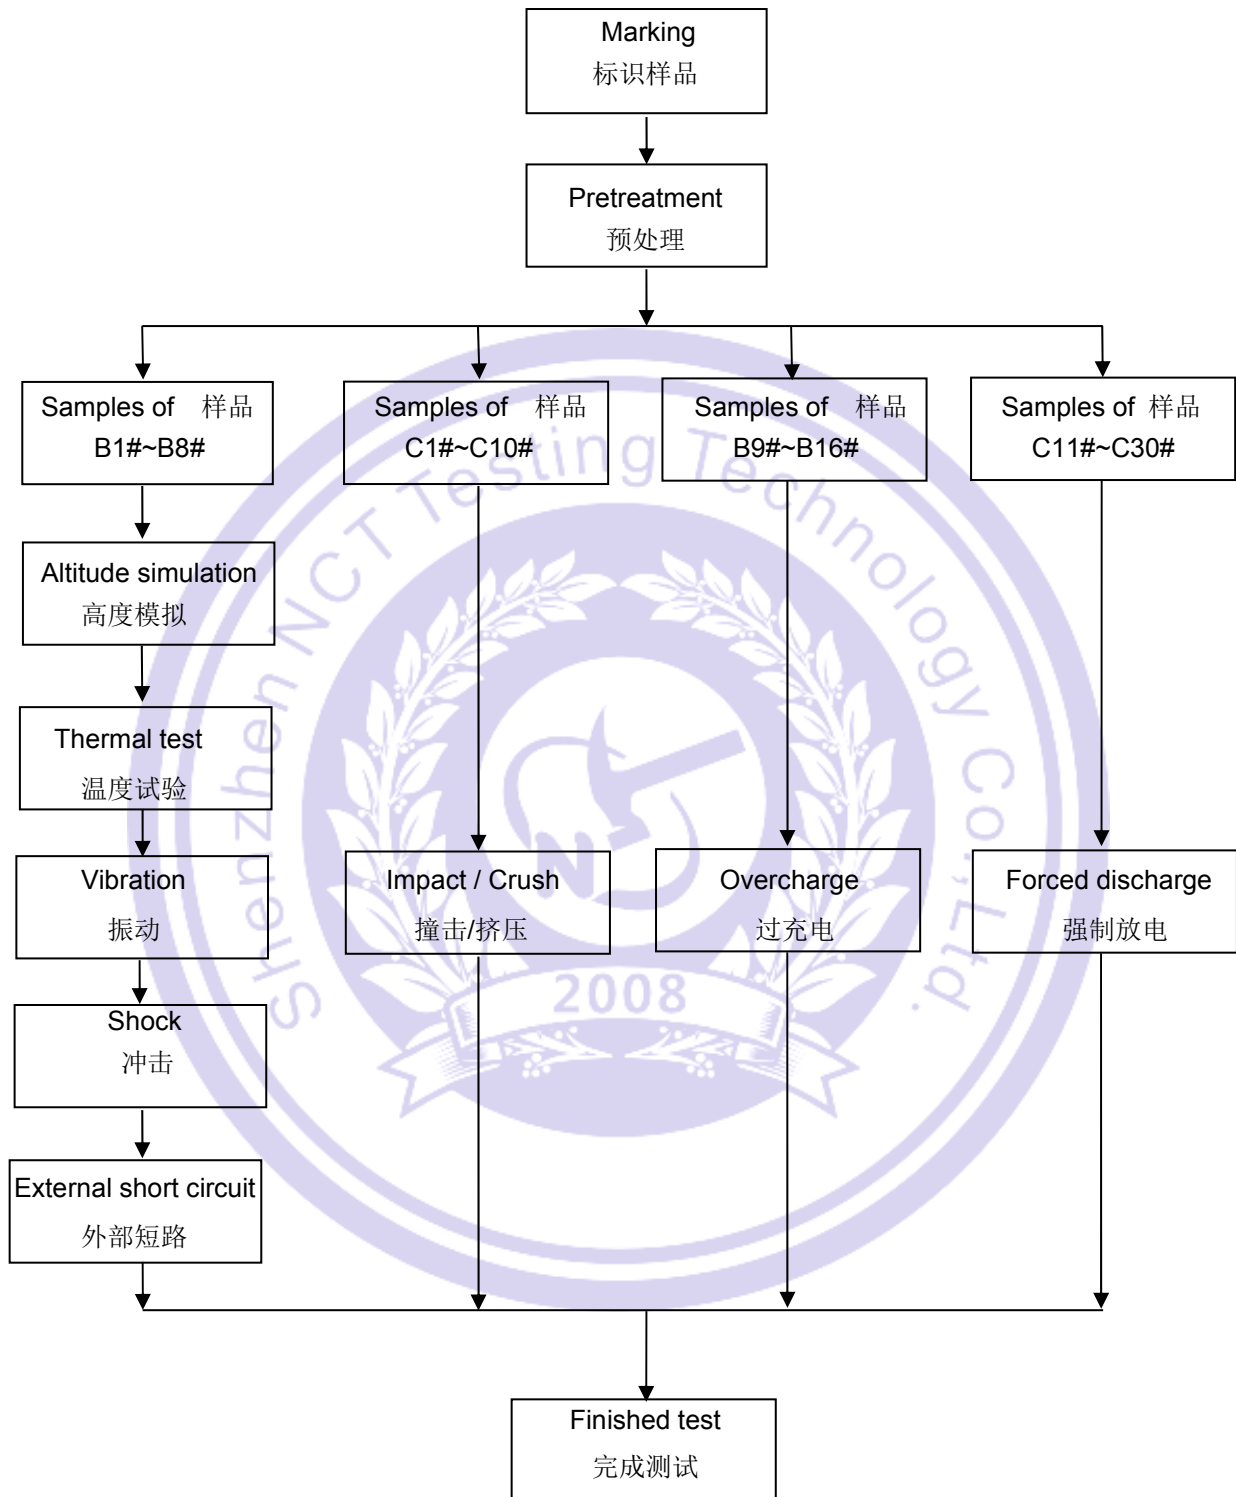 Marking
标识样品
Pretreatment
预处理
Samples of 样品
B1#~B8#
Samples of 样品
C1#~C10#
Samples of 样品
B9#~B16#
Samples of 样品
C11#~C30#
Altitude simulation
高度模拟
Thermal test
温度试验
Vibration
振动
Impact / Crush
撞击/挤压
Overcharge
过充电
Forced discharge
强制放电
Shock
冲击
External short circuit
外部短路
Finished test
完成测试
Shenzhen NCT Testing Technology Co.,Ltd.
2008
N